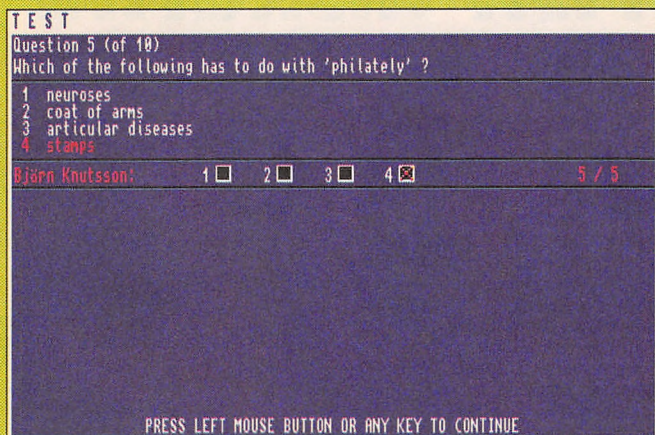 TEST
Question 5 (of 10)
Which of the following has to do with 'philately' ?
1 neuroses
2 coat of arms
3 articular diseases
4 stamps
Björn Knutsson: 1 2 3 4 5 / 5
PRESS LEFT MOUSE BUTTON OR ANY KEY TO CONTINUE